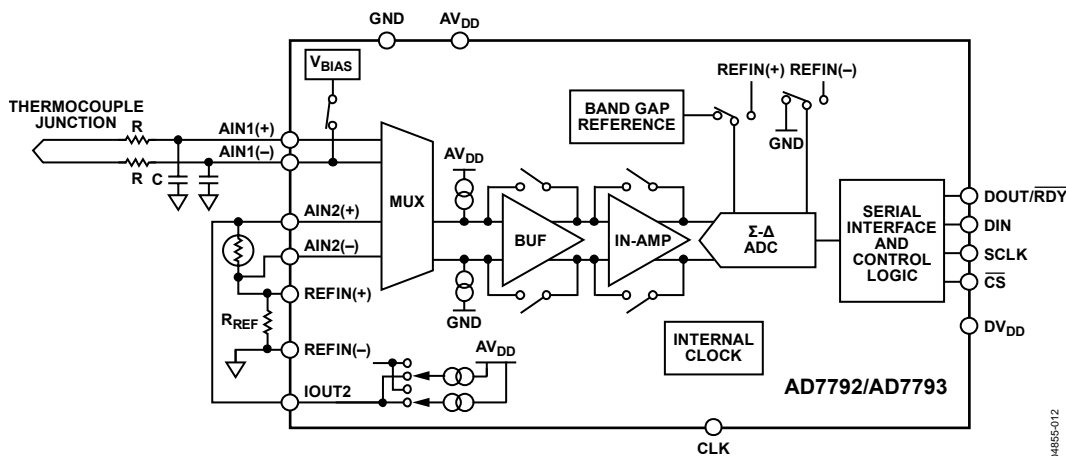 GND
AVDD
VBIAS
THERMOCOUPLE
JUNCTION
R
AIN1(+)
AIN1(–)
R
C
REFIN(+) REFIN(–)
BAND GAP
REFERENCE
GND
AVDD
MUX
BUF
IN-AMP
Σ-Δ
ADC
SERIAL
INTERFACE
AND
CONTROL
LOGIC
DOUT/RDY
DIN
SCLK
CS
DVDD
AIN2(+)
AIN2(–)
REFIN(+)
RREF
REFIN(–)
IOUT2
GND
AVDD
INTERNAL
CLOCK
AD7792/AD7793
CLK
04855-012